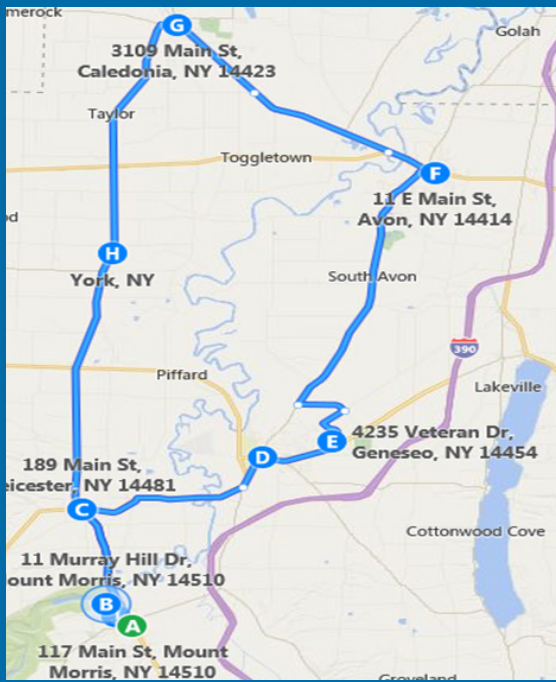 merock
G
Golah
3109 Main St,
Caledonia, NY 14423
Taylor
Toggletown
F
11 E Main St,
Avon, NY 14414
od
H
York, NY
South Avon
390
Piffard
Lakeville
4235 Veteran Dr,
Geneseo, NY 14454
E
D
189 Main St,
eicester, NY 14481
C
Cottonwood Cove
11 Murray Hill Dr,
ount Morris, NY 14510
B
A
117 Main St, Mount
Morris, NY 14510
Groveland